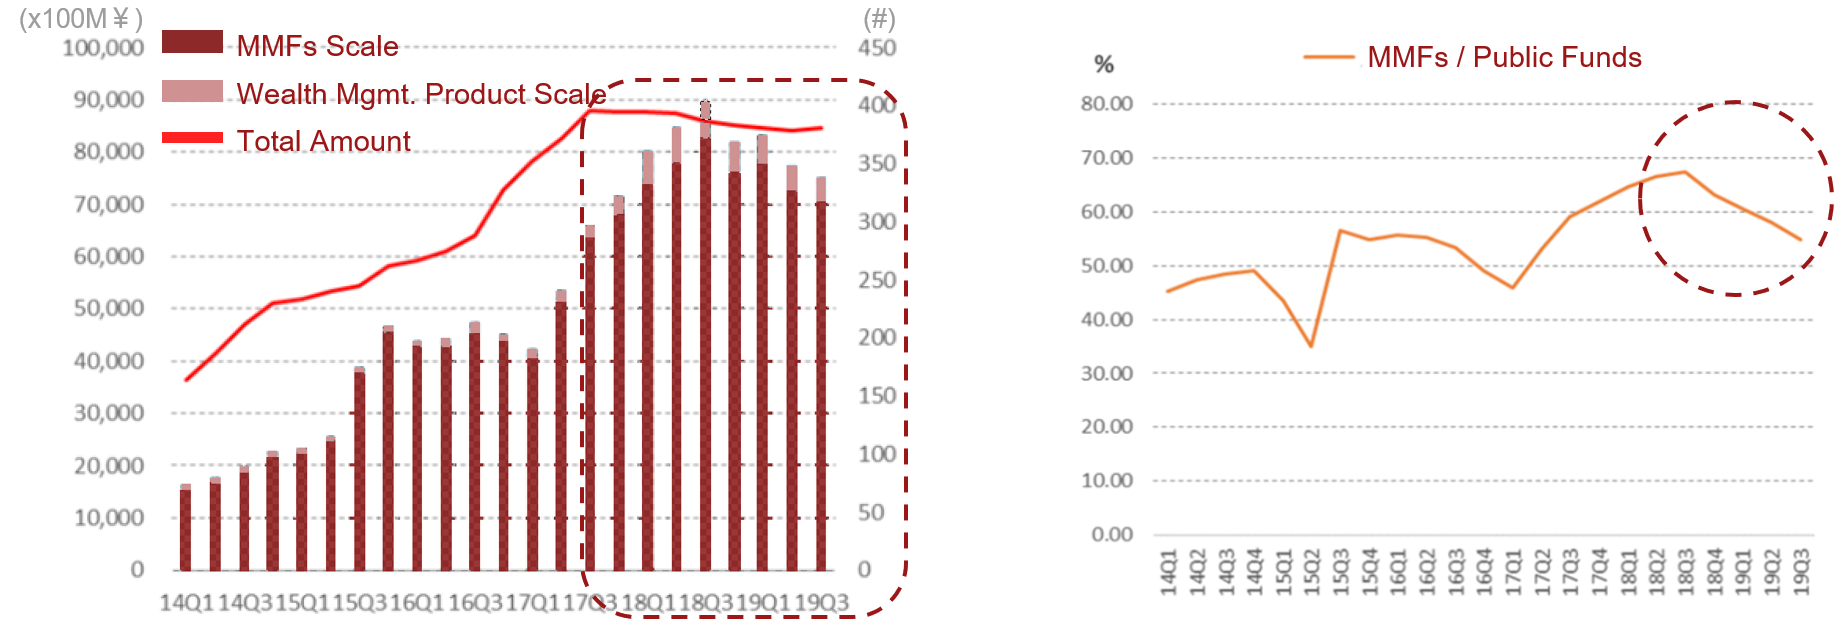 (x100M¥)
(#)
100,000
MMFs Scale
450
90,000
Wealth Mgmt. Product Scale
400
80,000
Total Amount
350
70,000
300
60,000
250
50,000
200
40,000
150
30,000
100
20,000
50
10,000
0
0
14Q1 14Q3 15Q1 15Q3 16Q1 16Q3 17Q1 17Q3 18Q1 18Q3 19Q1 19Q3
%
MMFs / Public Funds
80.00
70.00
60.00
50.00
40.00
30.00
20.00
10.00
0.00
14Q1
14Q2
14Q3
14Q4
15Q1
15Q2
15Q3
15Q4
16Q1
16Q2
16Q3
16Q4
17Q1
17Q2
17Q3
17Q4
18Q1
18Q2
18Q3
18Q4
19Q1
19Q2
19Q3